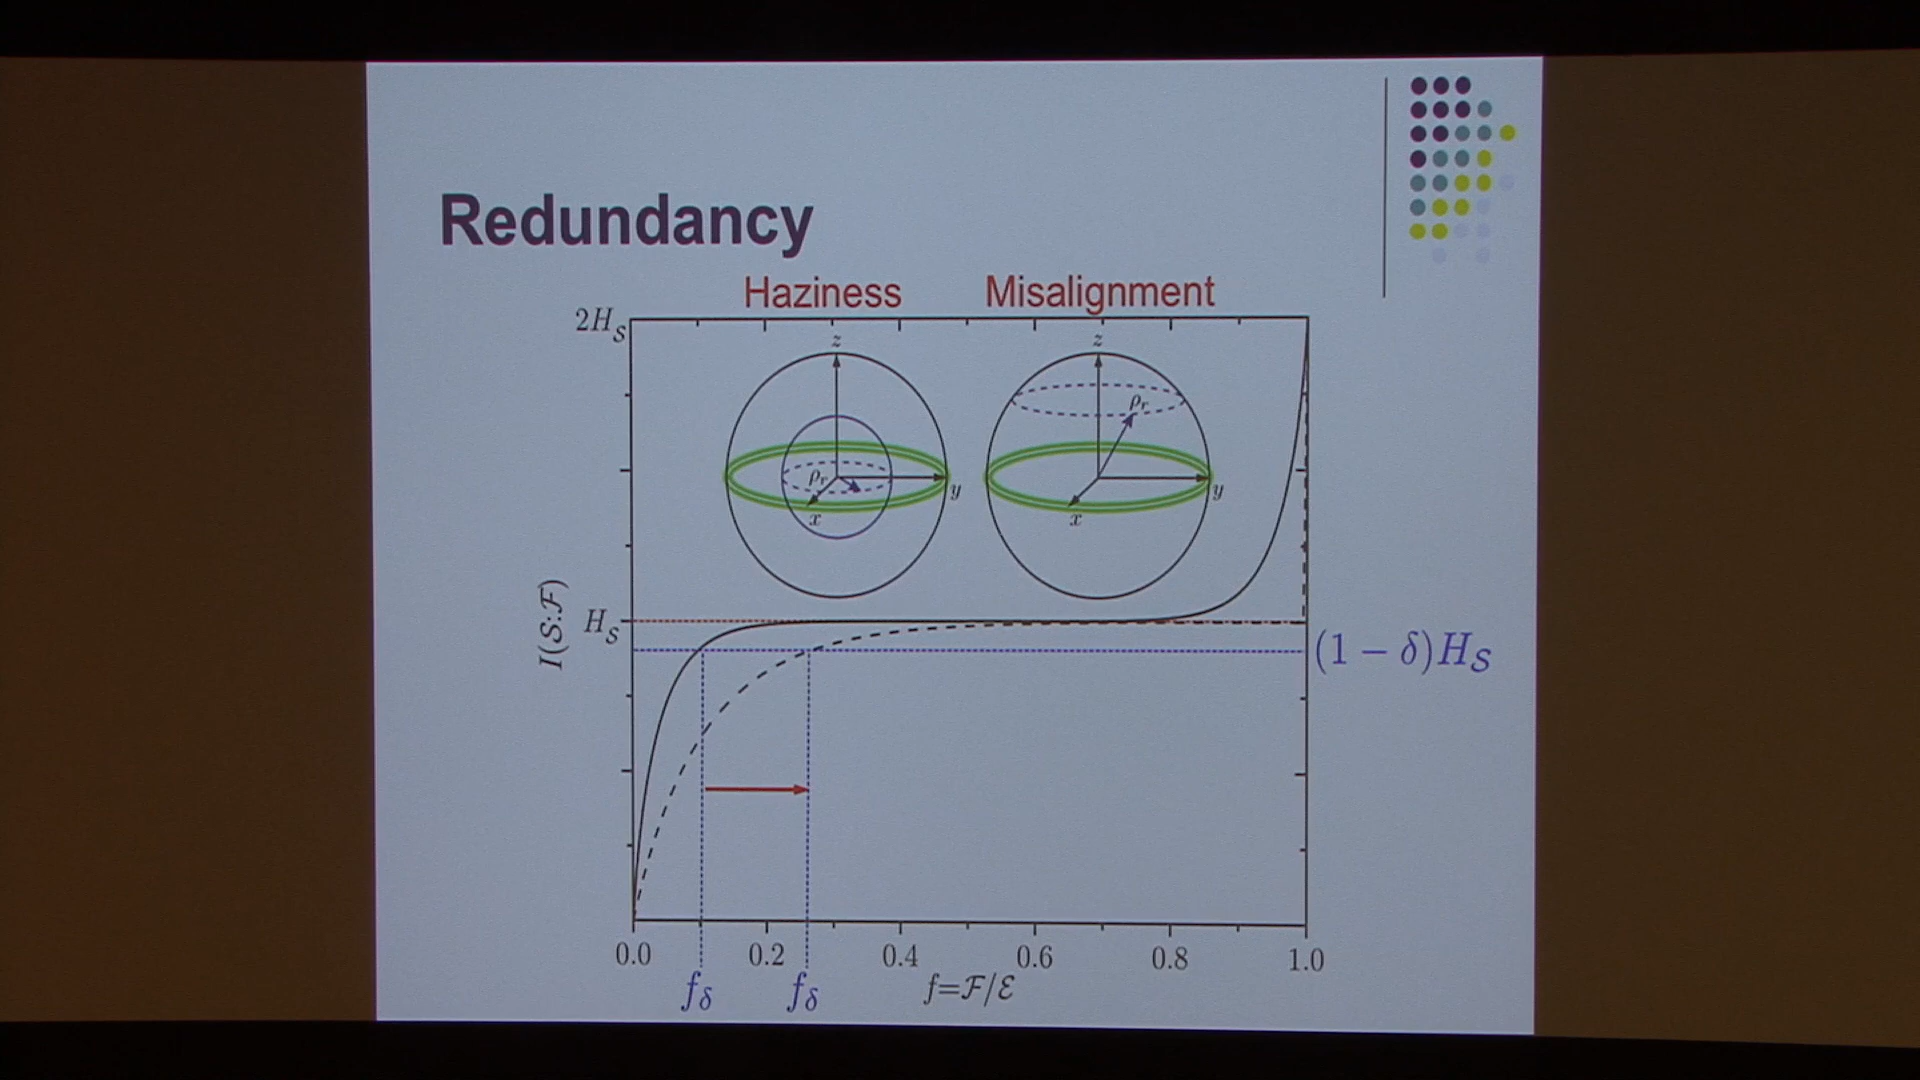 Redundancy
Haziness Misalignment
2H_S
z z
ρ_r
ρ_r
y y
x x
I(S:F)
H_S
(1 − δ)H_S
0.0 0.2 0.4 0.6 0.8 1.0
f_δ f_δ f=F/E